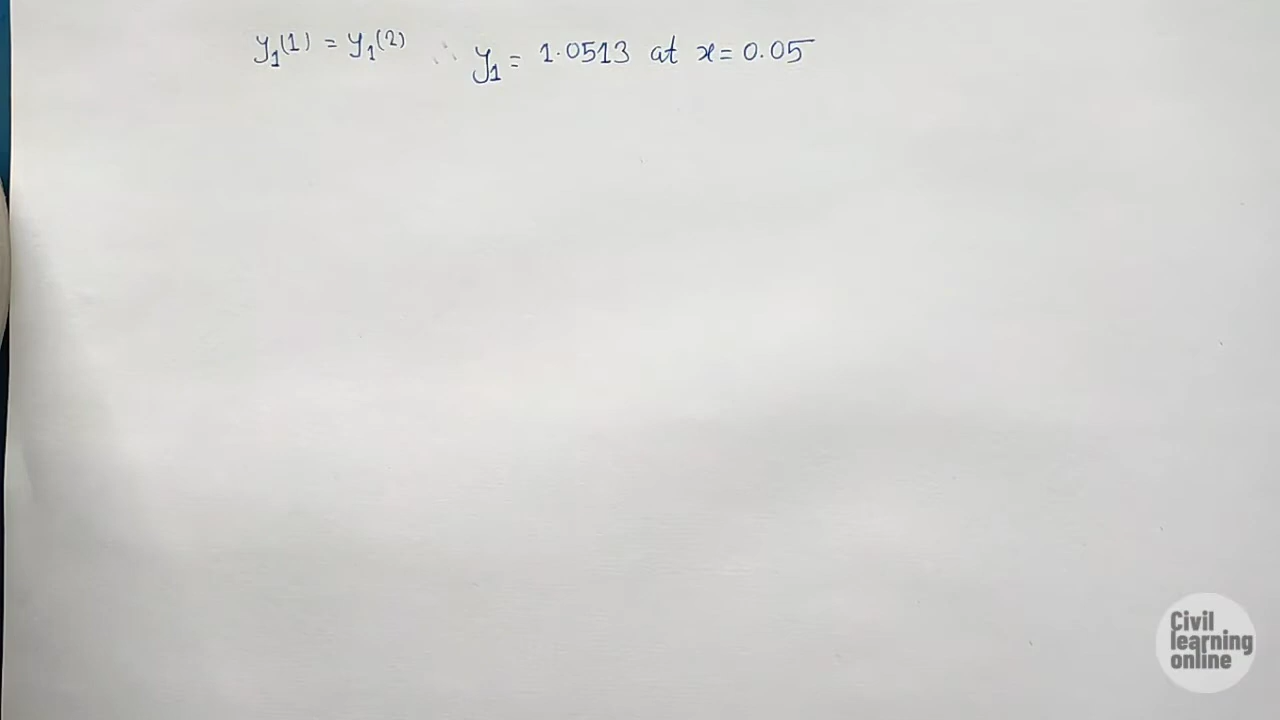 y₁(1) = y₁(2) ∴ y₁ = 1.0513 at x = 0.05
Civil
learning
online